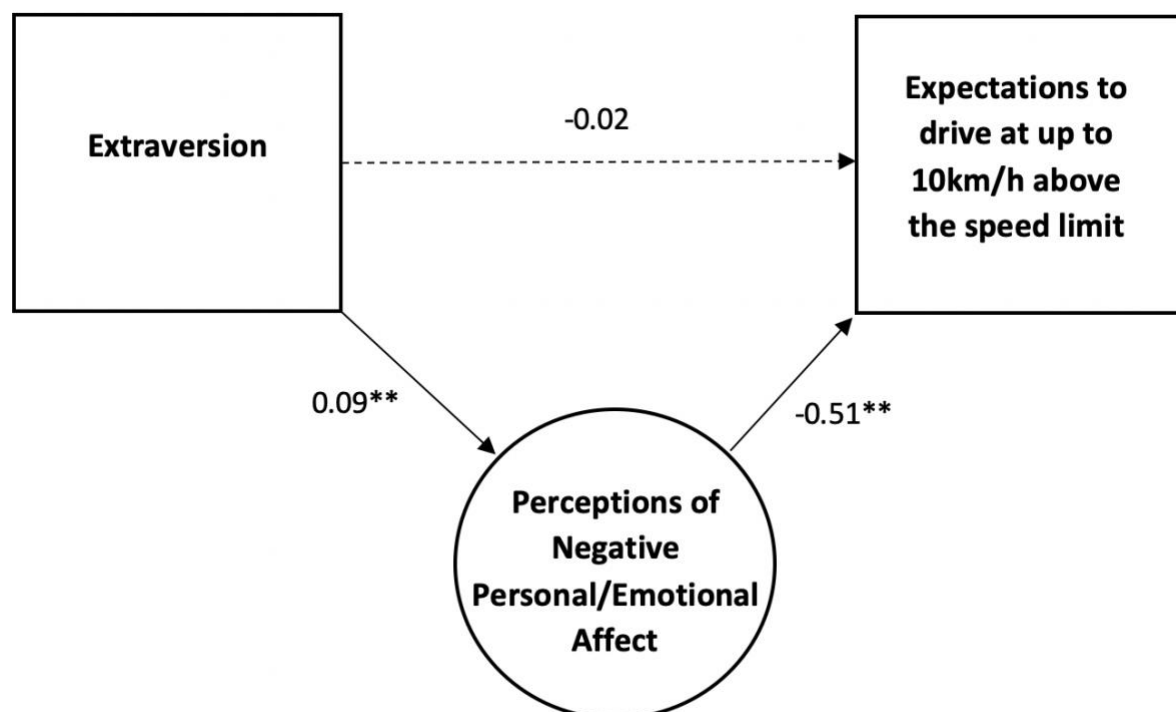 Extraversion
-0.02
Expectations to
drive at up to
10km/h above
the speed limit
0.09**
-0.51**
Perceptions of
Negative
Personal/Emotional
Affect